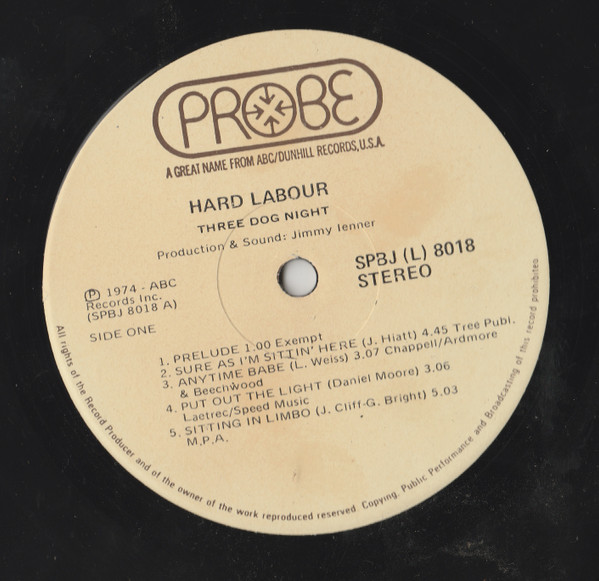 PROBE
A GREAT NAME FROM ABC/DUNHILL RECORDS, U.S.A.
HARD LABOUR
THREE DOG NIGHT
Production & Sound: Jimmy Ienner
SPBJ (L) 8018
STEREO
Ⓟ 1974 - ABC
Records Inc.
(SPBJ 8018 A)
SIDE ONE
1. PRELUDE 1.00 Exempt
2. SURE AS I'M SITTIN' HERE (J. Hiatt) 4.45 Tree Publ.
3. ANYTIME BABE (L. Weiss) 3.07 Chappell/Ardmore
& Beechwood
4. PUT OUT THE LIGHT (Daniel Moore) 3.06
Laetrec/Speed Music
5. SITTING IN LIMBO (J. Cliff-G. Bright) 5.03
M.P.A.
All rights of the Record Producer and of the owner of the work reproduced reserved. Copying, Public Performance and Broadcasting of this record prohibited.